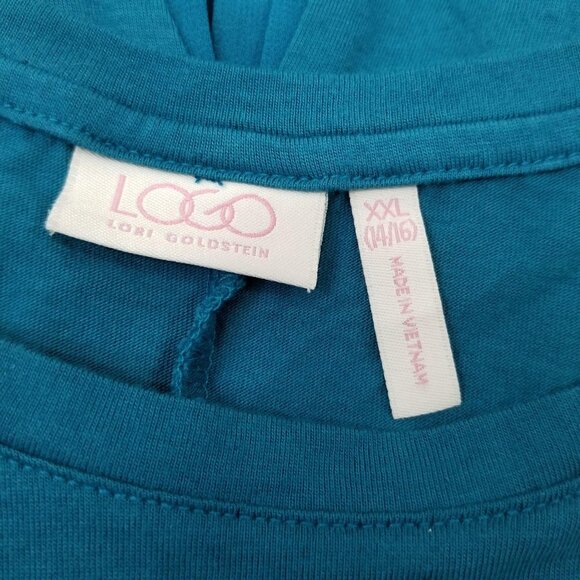 LOGO
LORI GOLDSTEIN
XXL
(14/16)
MADE IN VIETNAM